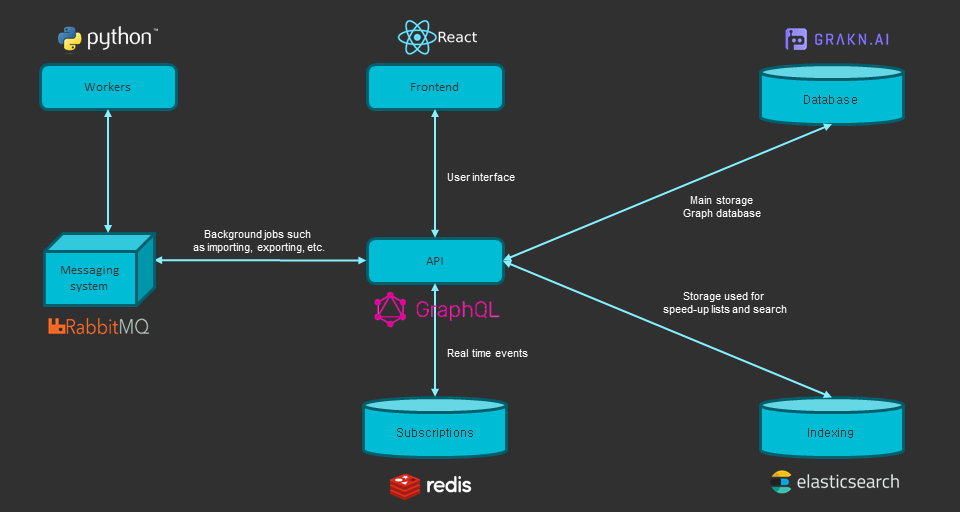 python™
React
GRAKN.AI
Workers
Frontend
Database
User interface
Main storage
Graph database
Background jobs such
as importing, exporting, etc.
Messaging
system
API
RabbitMQ
GraphQL
Storage used for
speed-up lists and search
Real time events
Subscriptions
Indexing
redis
elasticsearch